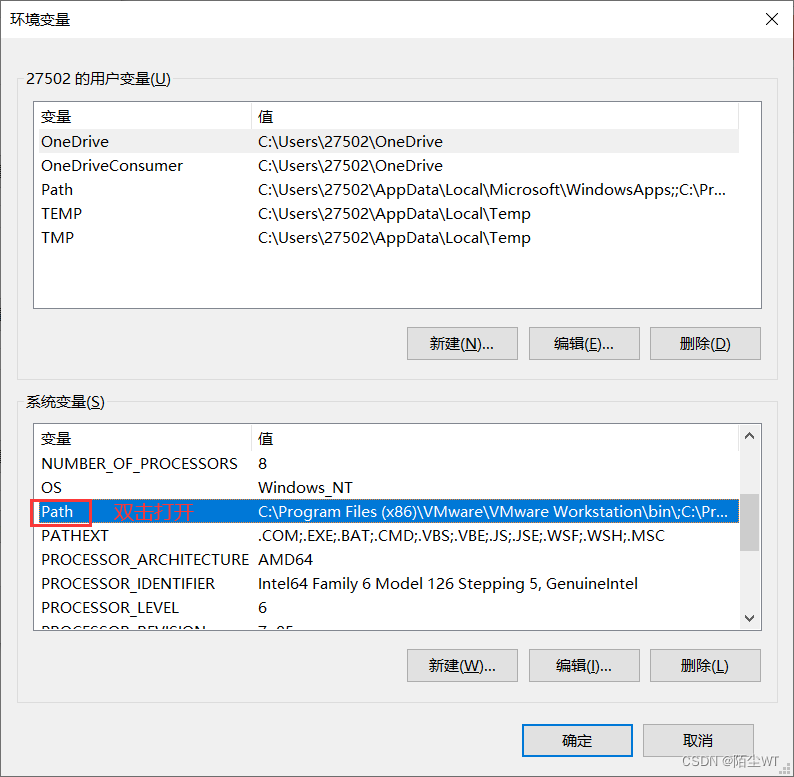 环境变量
27502 的用户变量(U)
变量 值
OneDrive C:\Users\27502\OneDrive
OneDriveConsumer C:\Users\27502\OneDrive
Path C:\Users\27502\AppData\Local\Microsoft\WindowsApps;;C:\Pr...
TEMP C:\Users\27502\AppData\Local\Temp
TMP C:\Users\27502\AppData\Local\Temp
新建(N)... 编辑(E)... 删除(D)
系统变量(S)
变量 值
NUMBER_OF_PROCESSORS 8
OS Windows_NT
Path 双击打开 C:\Program Files (x86)\VMware\VMware Workstation\bin\;C:\Pr...
PATHEXT .COM;.EXE;.BAT;.CMD;.VBS;.VBE;.JS;.JSE;.WSF;.WSH;.MSC
PROCESSOR_ARCHITECTURE AMD64
PROCESSOR_IDENTIFIER Intel64 Family 6 Model 126 Stepping 5, GenuineIntel
PROCESSOR_LEVEL 6
PROCESSOR_REVISION
新建(W)... 编辑(I)... 删除(L)
确定 取消
CSDN @陌尘WT